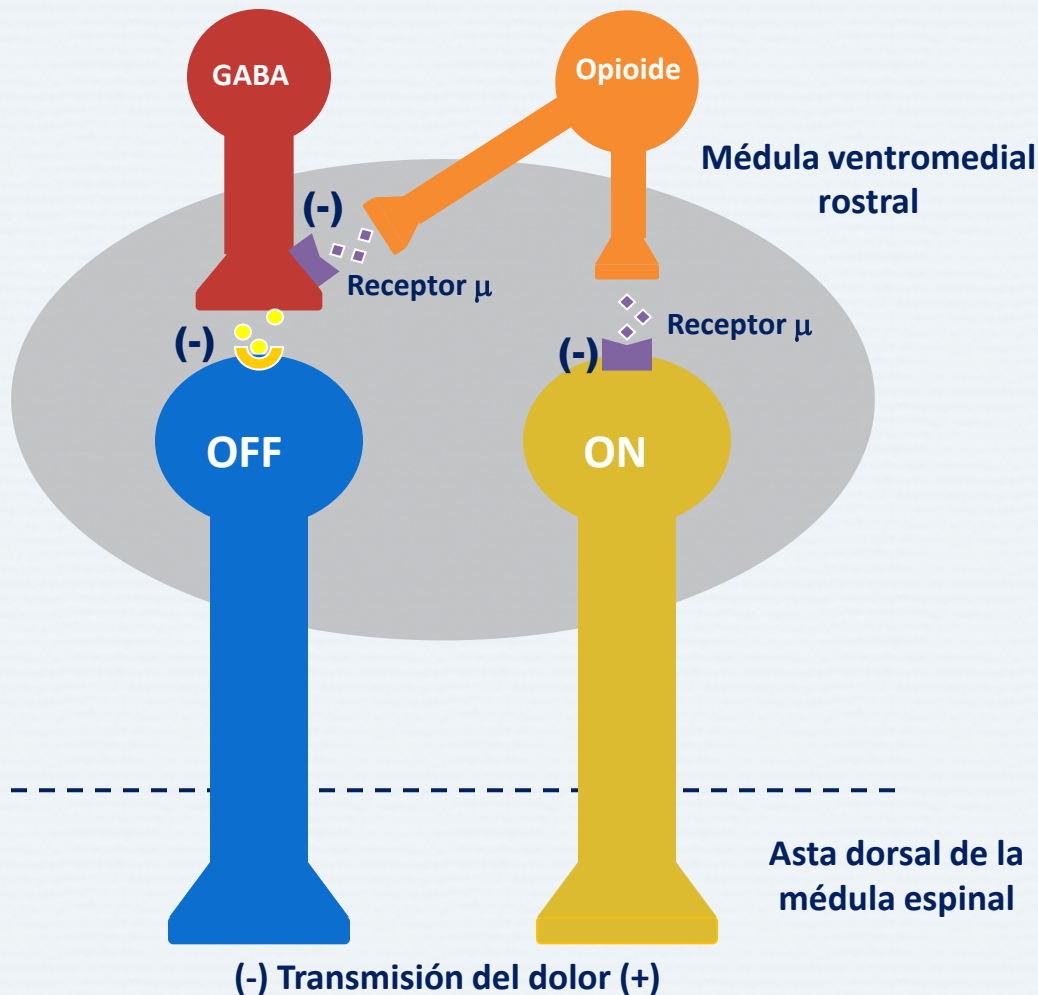 GABA
Opioide
Médula ventromedial
rostral
(-)
Receptor μ
(-)
Receptor μ
(-)
OFF
ON
Asta dorsal de la
médula espinal
(-) Transmisión del dolor (+)